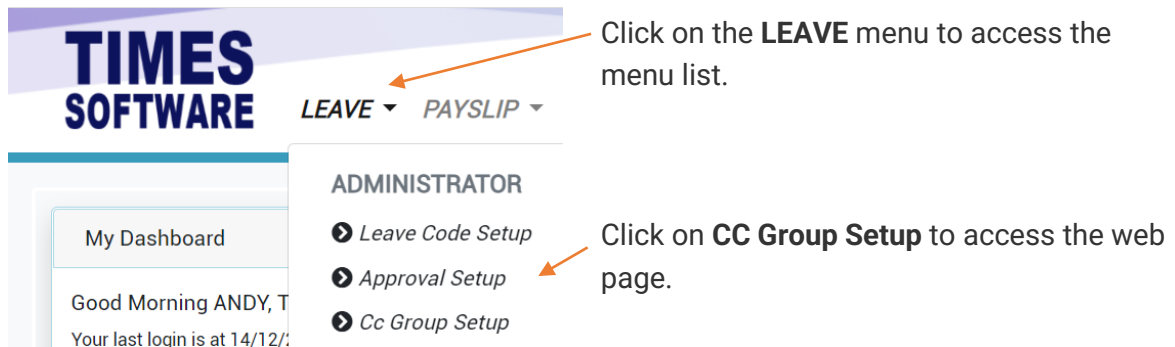 TIMES
SOFTWARE
LEAVE PAYSLIP
Click on the LEAVE menu to access the
menu list.
ADMINISTRATOR
Leave Code Setup
Approval Setup
Cc Group Setup
My Dashboard
Good Morning ANDY, T
Your last login is at 14/12/
Click on CC Group Setup to access the web
page.